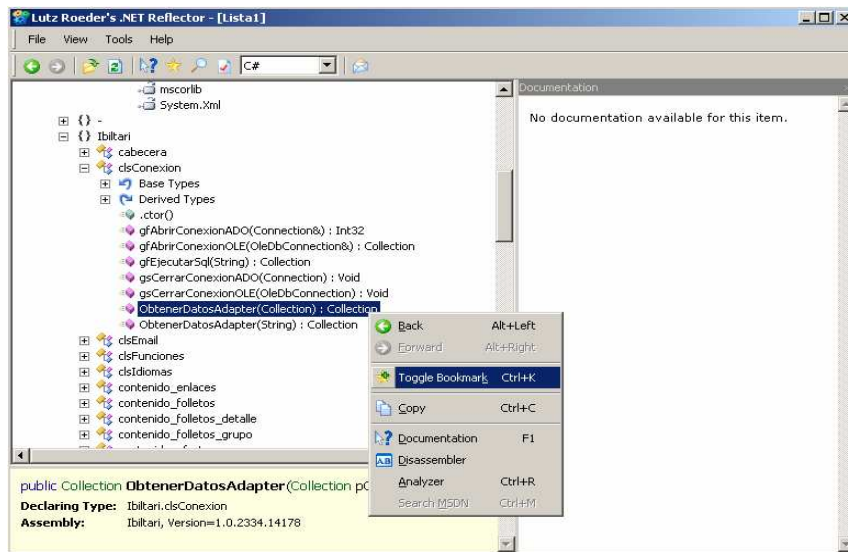 Lutz Roeder's .NET Reflector - [Lista1]
File View Tools Help
C#
mscorlib
System.Xml
{} -
{} Ibiltari
cabecera
clsConexion
Base Types
Derived Types
.ctor()
gfAbrirConexionADO(Connection&) : Int32
gfAbrirConexionOLE(OleDbConnection&) : Collection
gfEjecutarSql(String) : Collection
gsCerrarConexionADO(Connection) : Void
gsCerrarConexionOLE(OleDbConnection) : Void
ObtenerDatosAdapter(Collection) : Collection
ObtenerDatosAdapter(String) : Collection
clsEmail
clsFunciones
clsIdiomas
contenido_enlaces
contenido_folletos
contenido_folletos_detalle
contenido_folletos_grupo
Back Alt+Left
Forward Alt+Right
Toggle Bookmark Ctrl+K
Copy Ctrl+C
Documentation F1
Disassembler
Analyzer Ctrl+R
Search MSDN Ctrl+M
public Collection ObtenerDatosAdapter(Collection
Declaring Type: Ibiltari.clsConexion
Assembly: Ibiltari, Version=1.0.2334.14178
Documentation
No documentation available for this item.